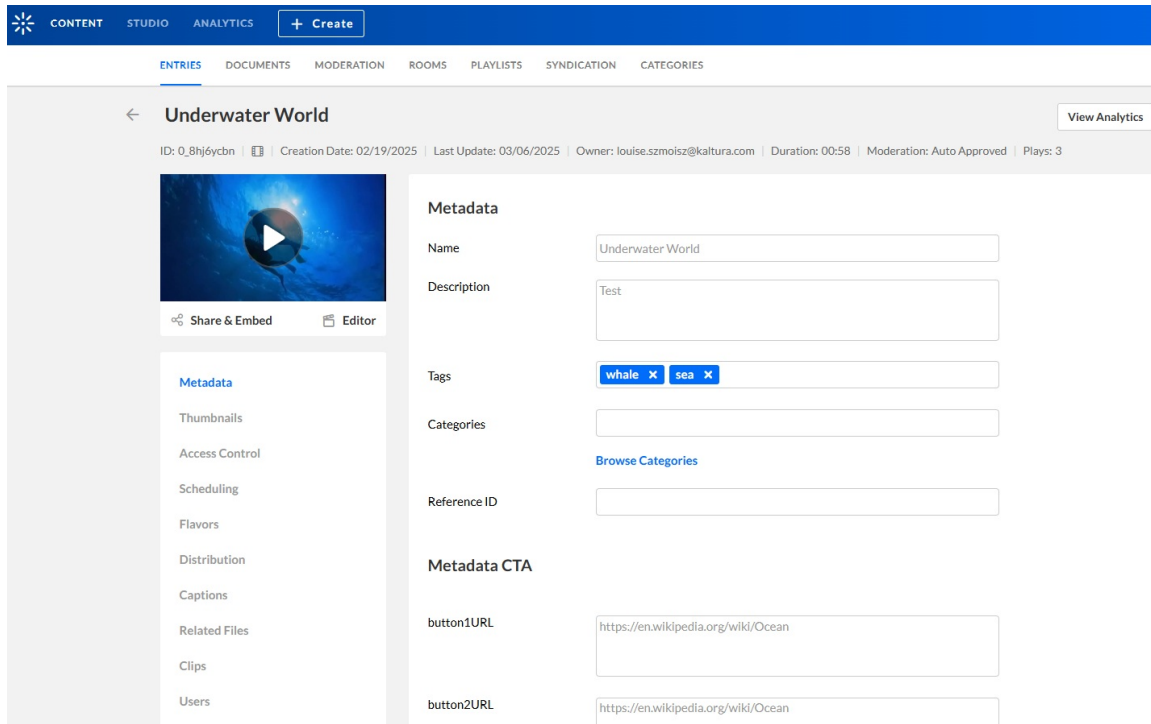 CONTENT STUDIO ANALYTICS + Create
ENTRIES DOCUMENTS MODERATION ROOMS PLAYLISTS SYNDICATION CATEGORIES
← Underwater World
View Analytics
ID: 0_8hj6ycbn | Creation Date: 02/19/2025 | Last Update: 03/06/2025 | Owner: louise.szmoisz@kaltura.com | Duration: 00:58 | Moderation: Auto Approved | Plays: 3
Share & Embed Editor
Metadata
Thumbnails
Access Control
Scheduling
Flavors
Distribution
Captions
Related Files
Clips
Users
Metadata
Name Underwater World
Description Test
Tags whale × sea ×
Categories
Browse Categories
Reference ID
Metadata CTA
button1URL https://en.wikipedia.org/wiki/Ocean
button2URL https://en.wikipedia.org/wiki/Ocean